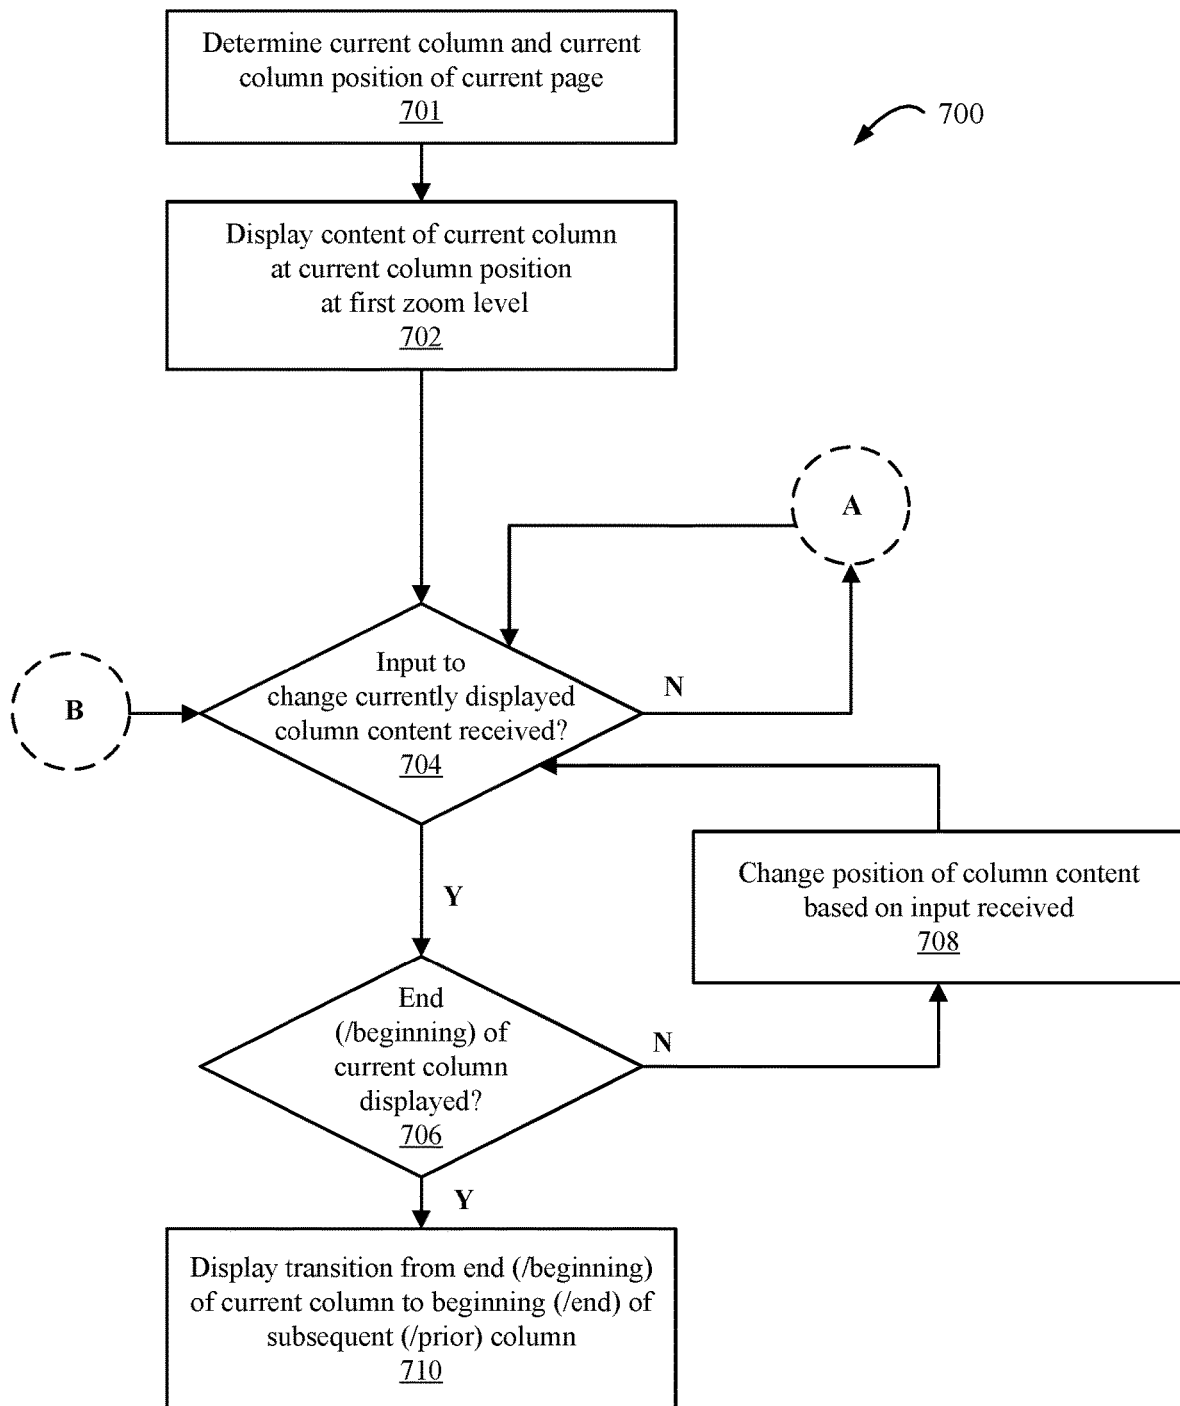 Determine current column and current
column position of current page
701
700
Display content of current column
at current column position
at first zoom level
702
A
Input to
change currently displayed
column content received?
704
N
B
Y
Change position of column content
based on input received
708
End
(/beginning) of
current column
displayed?
706
N
Y
Display transition from end (/beginning)
of current column to beginning (/end) of
subsequent (/prior) column
710